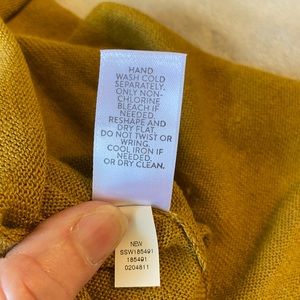 HAND
WASH COLD
SEPARATELY.
ONLY NON-
CHLORINE
BLEACH IF
NEEDED.
RESHAPE AND
DRY FLAT.
DO NOT TWIST OR
WRING.
COOL IRON IF
NEEDED.
OR DRY CLEAN.
NEW
SSW185491
185491
0204811